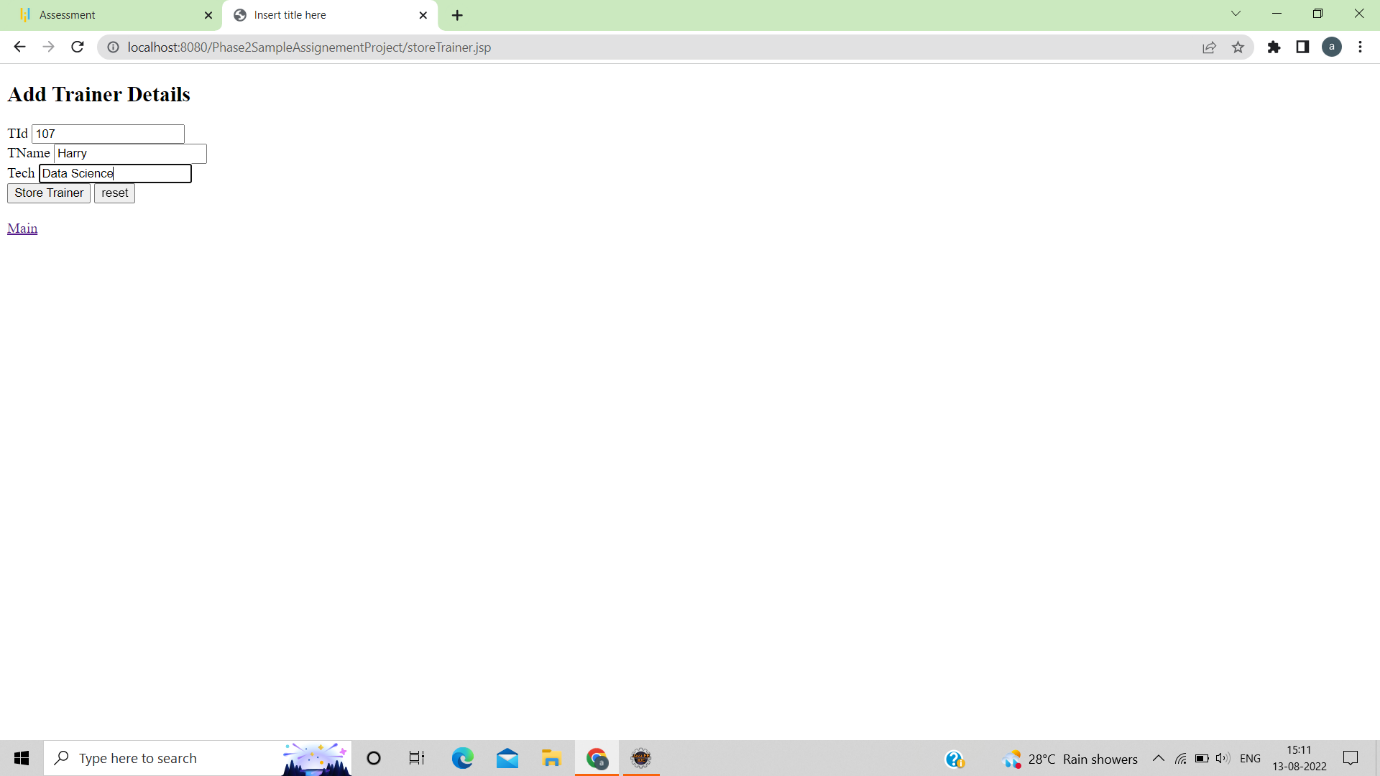 Assessment
Insert title here
localhost:8080/Phase2SampleAssignementProject/storeTrainer.jsp
a
Add Trainer Details
TId 107
TName Harry
Tech Data Science
Store Trainer reset
Main
Type here to search
28°C Rain showers
ENG
15:11
13-08-2022